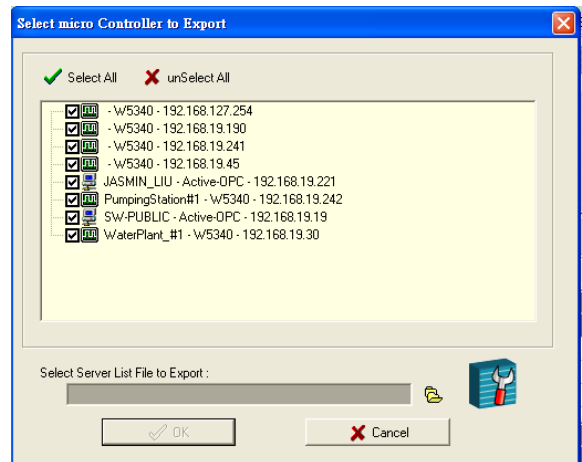 Select micro Controller to Export
Select All unSelect All
- W5340 - 192.168.127.254
- W5340 - 192.168.19.190
- W5340 - 192.168.19.241
- W5340 - 192.168.19.45
JASMIN_LIU - Active-OPC - 192.168.19.221
PumpingStation#1 - W5340 - 192.168.19.242
SW-PUBLIC - Active-OPC - 192.168.19.19
WaterPlant_#1 - W5340 - 192.168.19.30
Select Server List File to Export :
OK Cancel